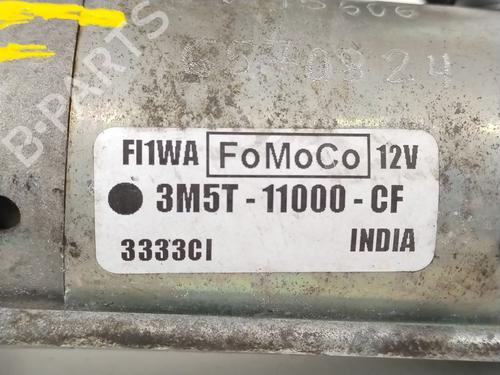 B-PARTS
FI1WA FoMoCo 12V
3M5T - 11000 - CF
3333CI INDIA